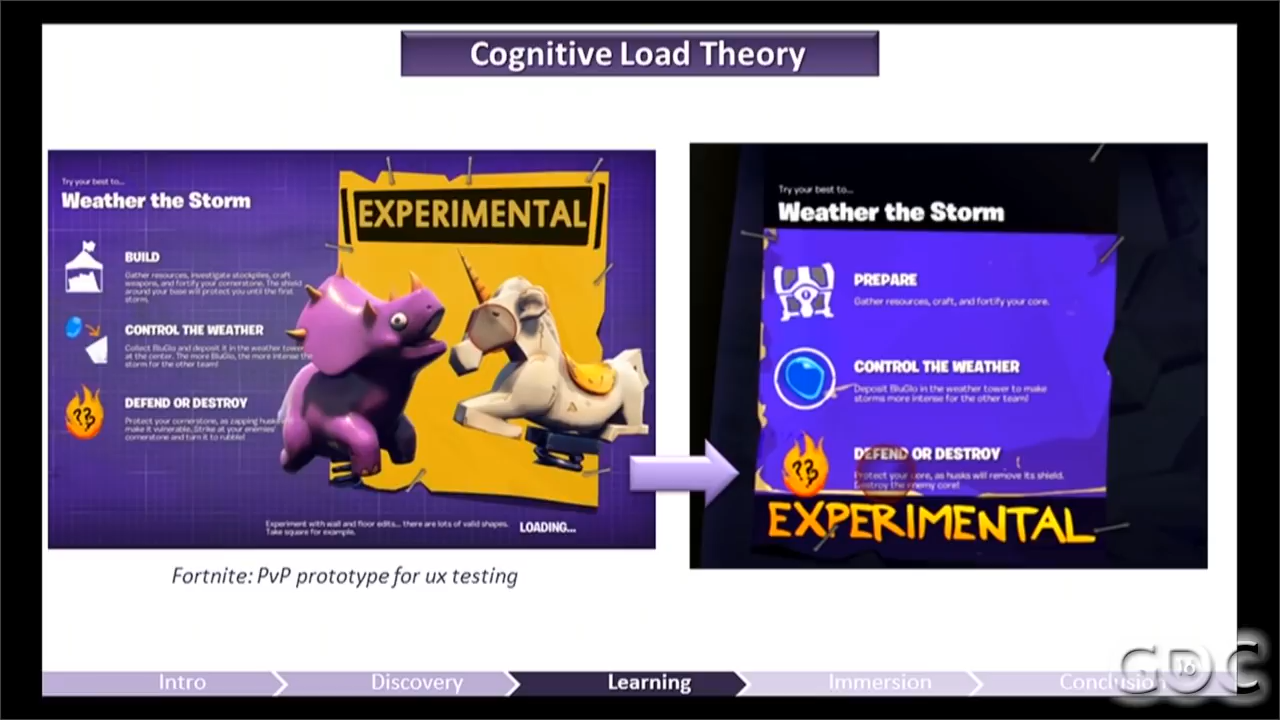 Cognitive Load Theory
Try your best to...
Weather the Storm
BUILD
Gather resources, investigate stockpiles, craft
weapons, and fortify your cornerstone. The shield
around your base will protect you until the first
storm.
CONTROL THE WEATHER
Collect BluGlo and deposit it in the weather tower
at the center. The more BluGlo, the more intense the
storm for the other team!
DEFEND OR DESTROY
Protect your cornerstone, as zapping husks
make it vulnerable. Strike at your enemies'
cornerstone and turn it to rubble!
EXPERIMENTAL
Experiment with wall and floor edits... there are lots of valid shapes.
Take square for example.
LOADING...
Fortnite: PvP prototype for ux testing
Try your best to...
Weather the Storm
PREPARE
Gather resources, craft, and fortify your core.
CONTROL THE WEATHER
Deposit BluGlo in the weather tower to make
storms more intense for the other team!
DEFEND OR DESTROY
Protect your core, as husks will remove its shield.
Destroy the enemy core!
EXPERIMENTAL
Intro
Discovery
Learning
Immersion
Conclusion
16
GDC